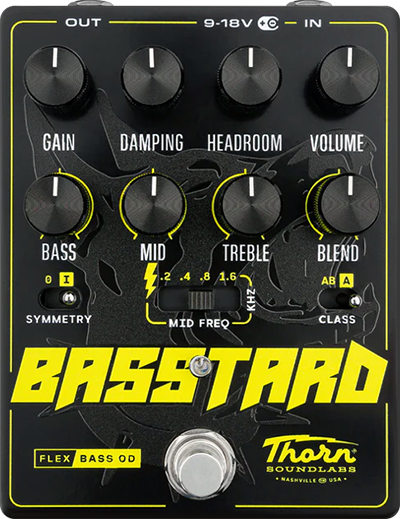 OUT 9-18V IN
GAIN DAMPING HEADROOM VOLUME
BASS MID TREBLE BLEND
0 I .2 .4 .8 1.6 AB A
KHZ
SYMMETRY MID FREQ CLASS
BASSTARD
FLEX BASS OD
Thorn
SOUNDLABS
NASHVILLE USA